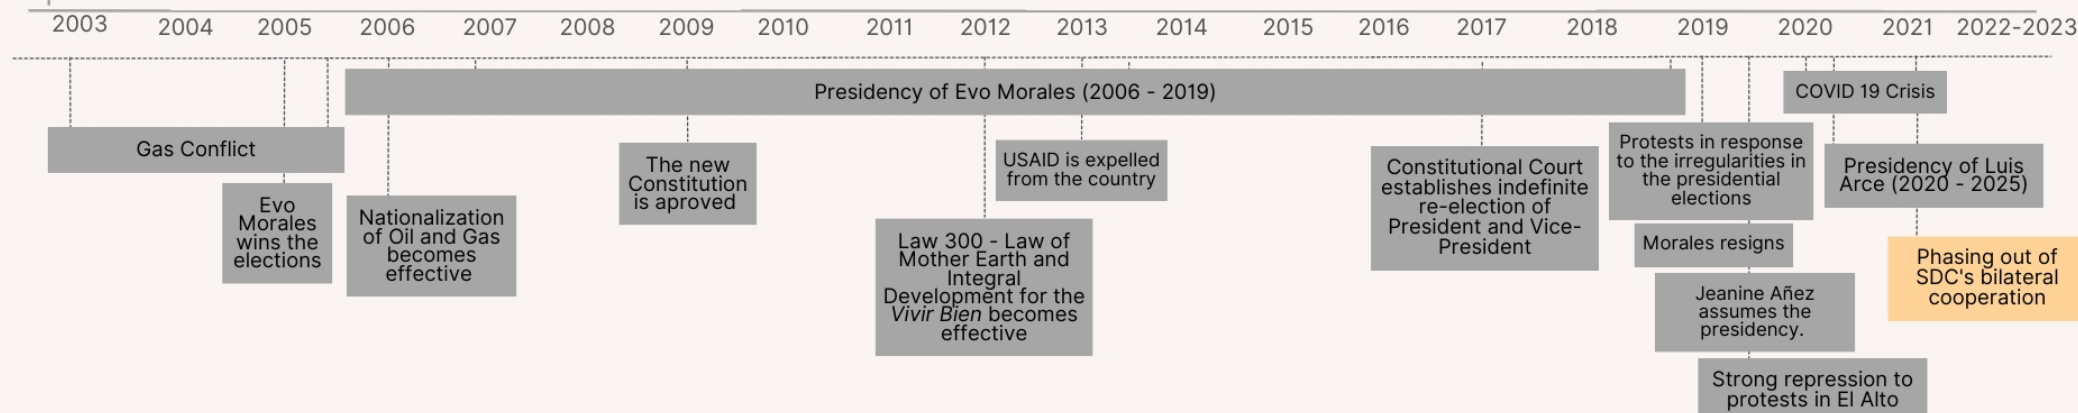 2003 2004 2005 2006 2007 2008 2009 2010 2011 2012 2013 2014 2015 2016 2017 2018 2019 2020 2021 2022-2023
Presidency of Evo Morales (2006 - 2019)
COVID 19 Crisis
Gas Conflict
Evo
Morales
wins the
elections
Nationalization
of Oil and Gas
becomes
effective
The new
Constitution
is aproved
Law 300 - Law of
Mother Earth and
Integral
Development for the
Vivir Bien becomes
effective
USAID is expelled
from the country
Constitutional Court
establishes indefinite
re-election of
President and Vice-
President
Protests in response
to the irregularities in
the presidential
elections
Morales resigns
Jeanine Añez
assumes the
presidency.
Strong repression to
protests in El Alto
Presidency of Luis
Arce (2020 - 2025)
Phasing out of
SDC's bilateral
cooperation